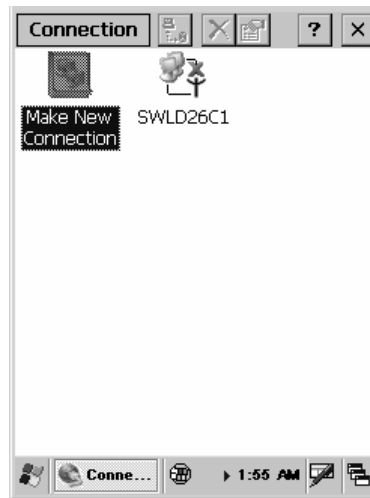 Connection ? ×
Make New
Connection
SWLD26C1
Conne... 1:55 AM